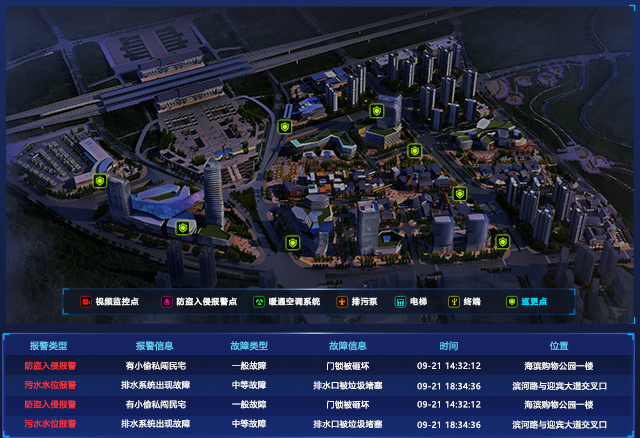 视频监控点 防盗入侵报警点 暖通空调系统 排污泵 电梯 终端 巡更点
报警类型 报警信息 故障类型 故障信息 时间 位置
防盗入侵报警 有小偷私闯民宅 一般故障 门锁被砸坏 09-21 14:32:12 海滨购物公园一楼
污水水位报警 排水系统出现故障 中等故障 排水口被垃圾堵塞 09-21 18:34:36 滨河路与迎宾大道交叉口
防盗入侵报警 有小偷私闯民宅 一般故障 门锁被砸坏 09-21 14:32:12 海滨购物公园一楼
污水水位报警 排水系统出现故障 中等故障 排水口被垃圾堵塞 09-21 18:34:36 滨河路与迎宾大道交叉口